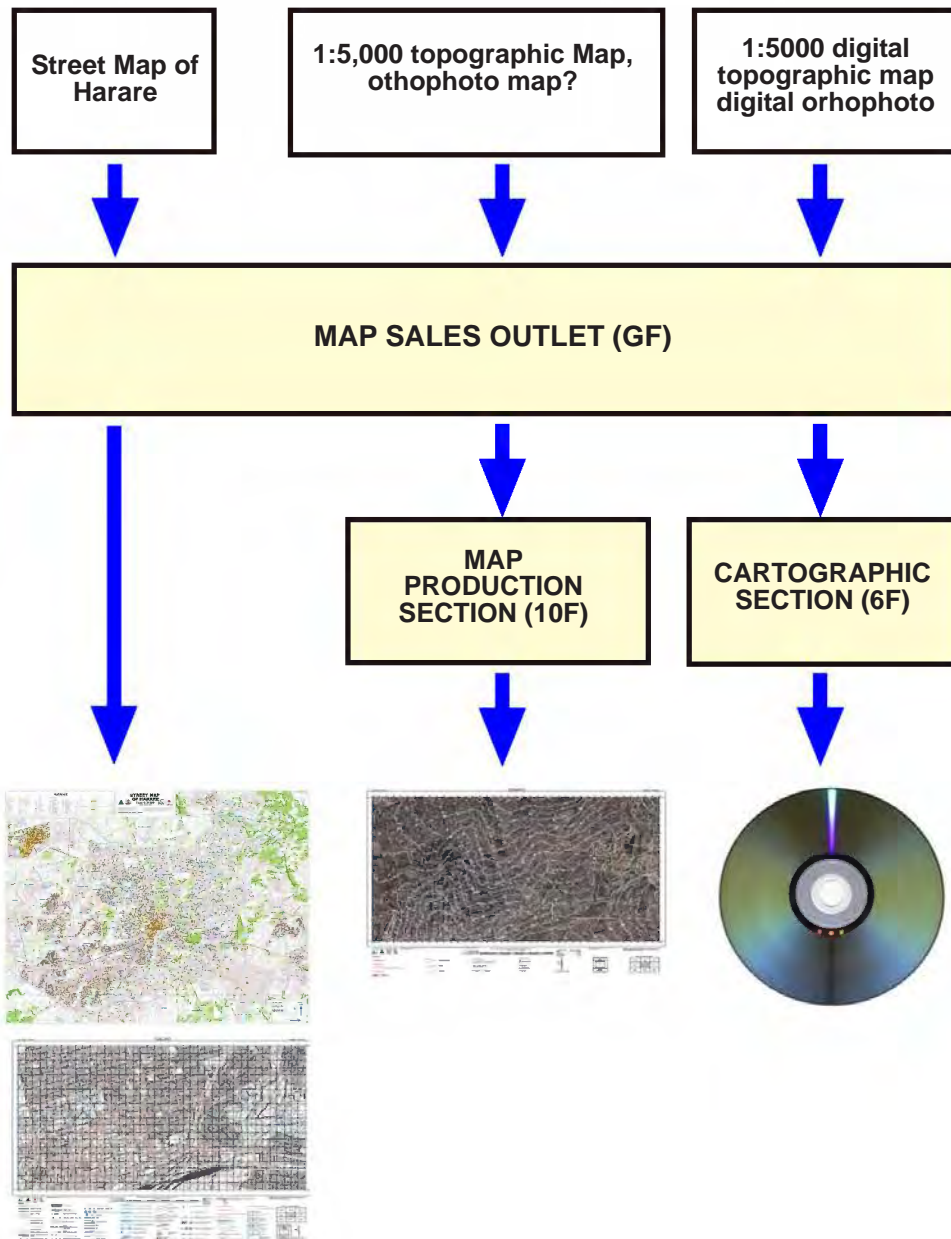 Street Map of
Harare
1:5,000 topographic Map,
othophoto map?
1:5000 digital
topographic map
digital orhophoto
MAP SALES OUTLET (GF)
MAP
PRODUCTION
SECTION (10F)
CARTOGRAPHIC
SECTION (6F)
STREET MAP
OF HARARE